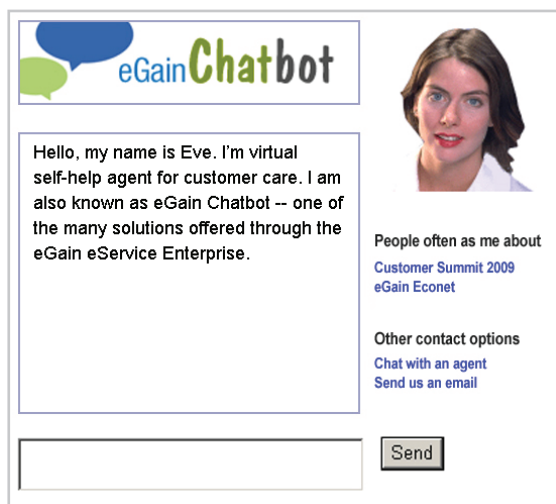 eGain Chatbot
Hello, my name is Eve. I'm virtual
self-help agent for customer care. I am
also known as eGain Chatbot -- one of
the many solutions offered through the
eGain eService Enterprise.
People often as me about
Customer Summit 2009
eGain Econet
Other contact options
Chat with an agent
Send us an email
Send